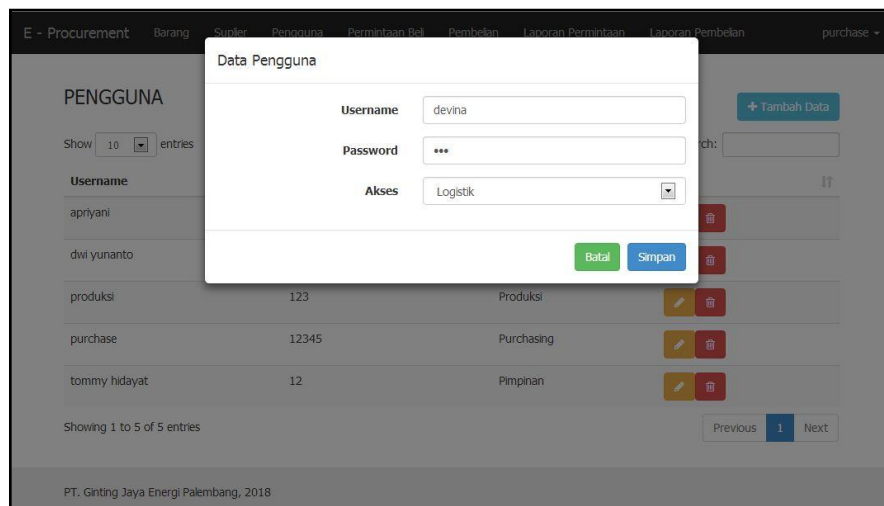 E - Procurement Barang Suplier Pengguna Permintaan Beli Pembelian Laporan Permintaan Laporan Pembelian purchase
Data Pengguna
PENGGUNA
Tambah Data
Username devina
Show 10 entries
rch:
Password •••
Username
Akses Logistik
apriyani
Batal Simpan
dwi yunanto
produksi 123 Produksi
purchase 12345 Purchasing
tommy hidayat 12 Pimpinan
Showing 1 to 5 of 5 entries
Previous 1 Next
PT. Ginting Jaya Energi Palembang, 2018